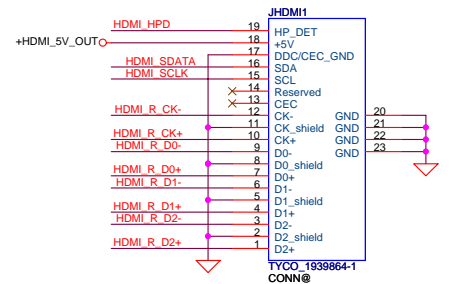 JHDMI1
HDMI_HPD 19 HP_DET
+HDMI_5V_OUT 18 +5V
17 DDC/CEC_GND
HDMI_SDATA 16 SDA
HDMI_SCLK 15 SCL
14 Reserved
13 CEC
HDMI_R_CK- 12 CK- GND 20
11 CK_shield GND 21
HDMI_R_CK+ 10 CK+ GND 22
HDMI_R_D0- 9 D0- GND 23
8 D0_shield
HDMI_R_D0+ 7 D0+
HDMI_R_D1- 6 D1-
5 D1_shield
HDMI_R_D1+ 4 D1+
HDMI_R_D2- 3 D2-
2 D2_shield
HDMI_R_D2+ 1 D2+
TYCO_1939864-1
CONN@